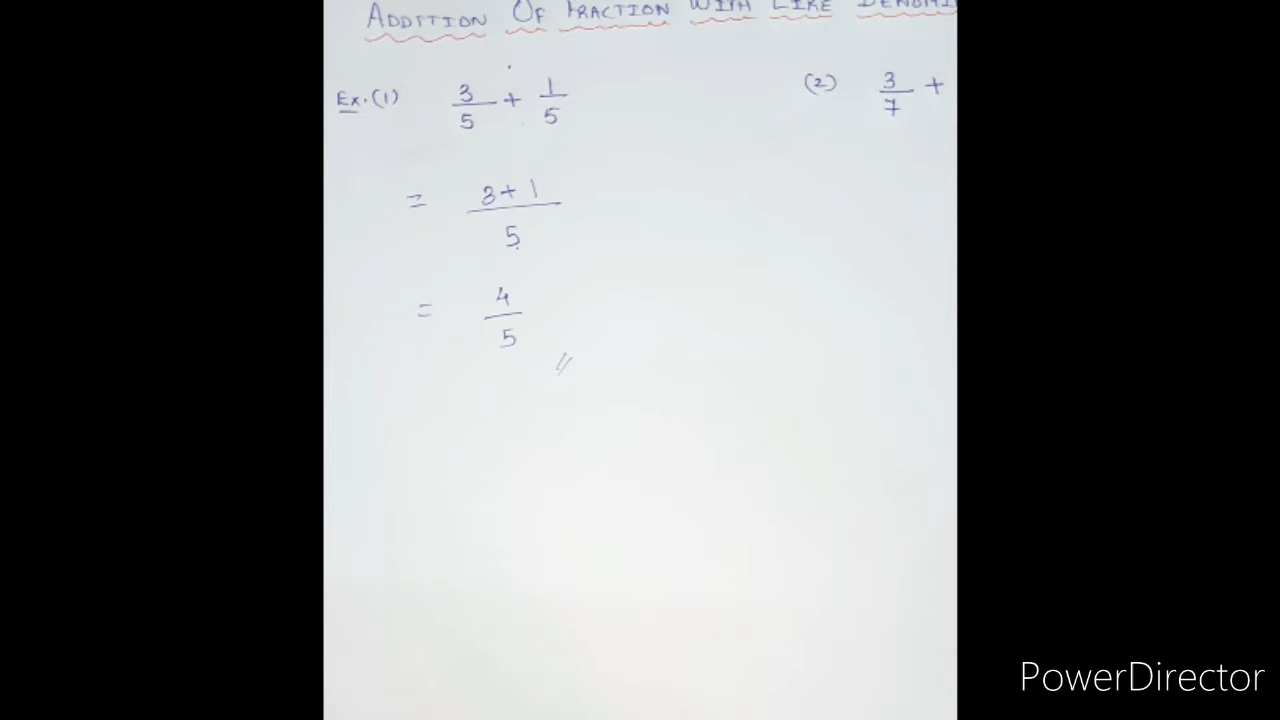 ADDITION OF FRACTION WITH LIKE
Ex.(1) 3/5 + 1/5
(2) 3/7 +
= 3+1/5
= 4/5
PowerDirector